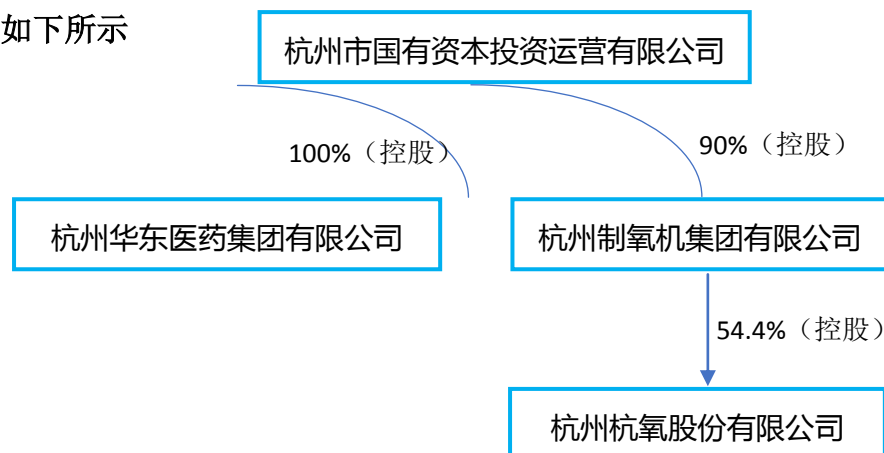 如下所示
杭州市国有资本投资运营有限公司
100%（控股）
90%（控股）
杭州华东医药集团有限公司
杭州制氧机集团有限公司
54.4%（控股）
杭州杭氧股份有限公司